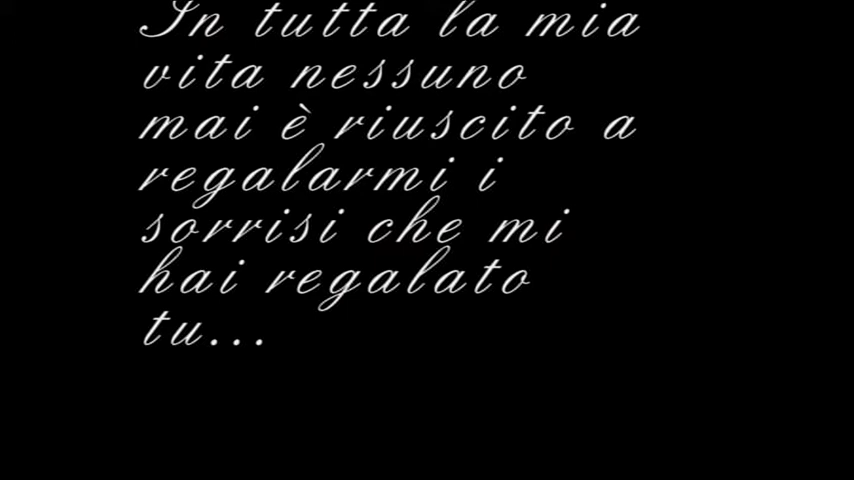 In tutta la mia
vita nessuno
mai è riuscito a
regalarmi i
sorrisi che mi
hai regalato
tu...